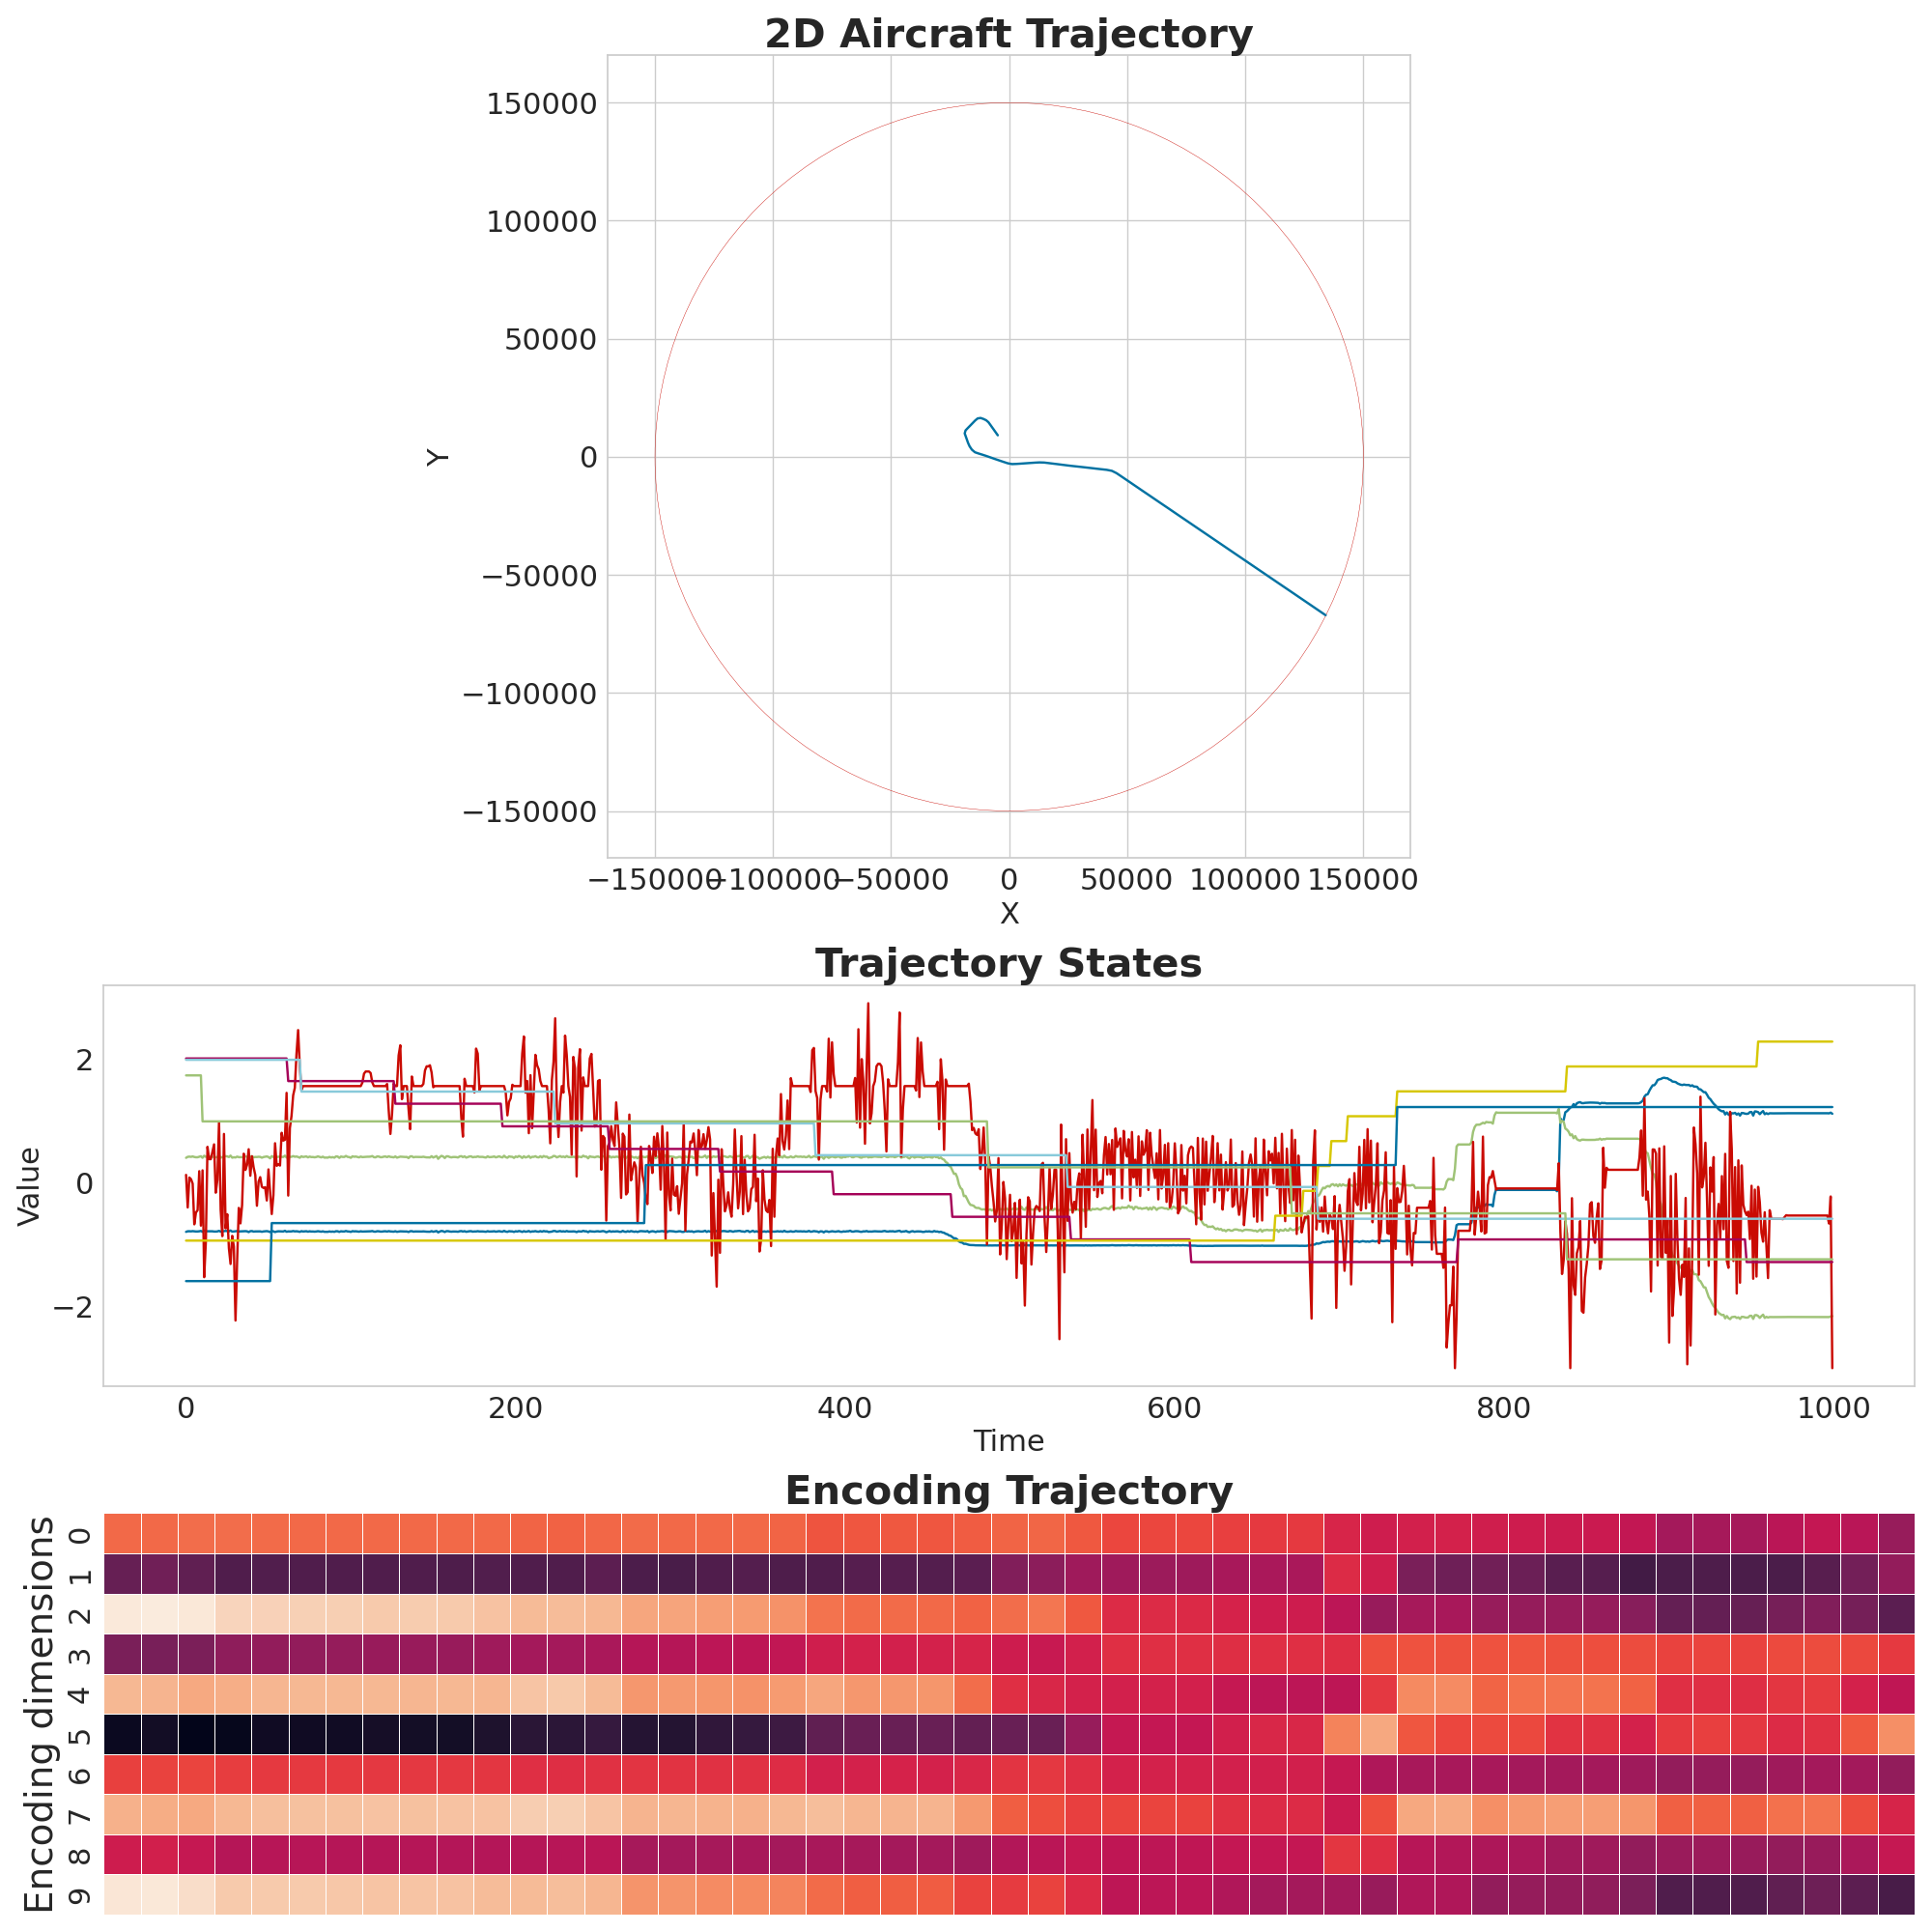 2D Aircraft Trajectory
150000
100000
50000
0
−50000
−100000
−150000
Y
−150000 −100000 −50000 0 50000 100000 150000
X
Trajectory States
2
0
−2
Value
0 200 400 600 800 1000
Time
Encoding Trajectory
Encoding dimensions
0
1
2
3
4
5
6
7
8
9